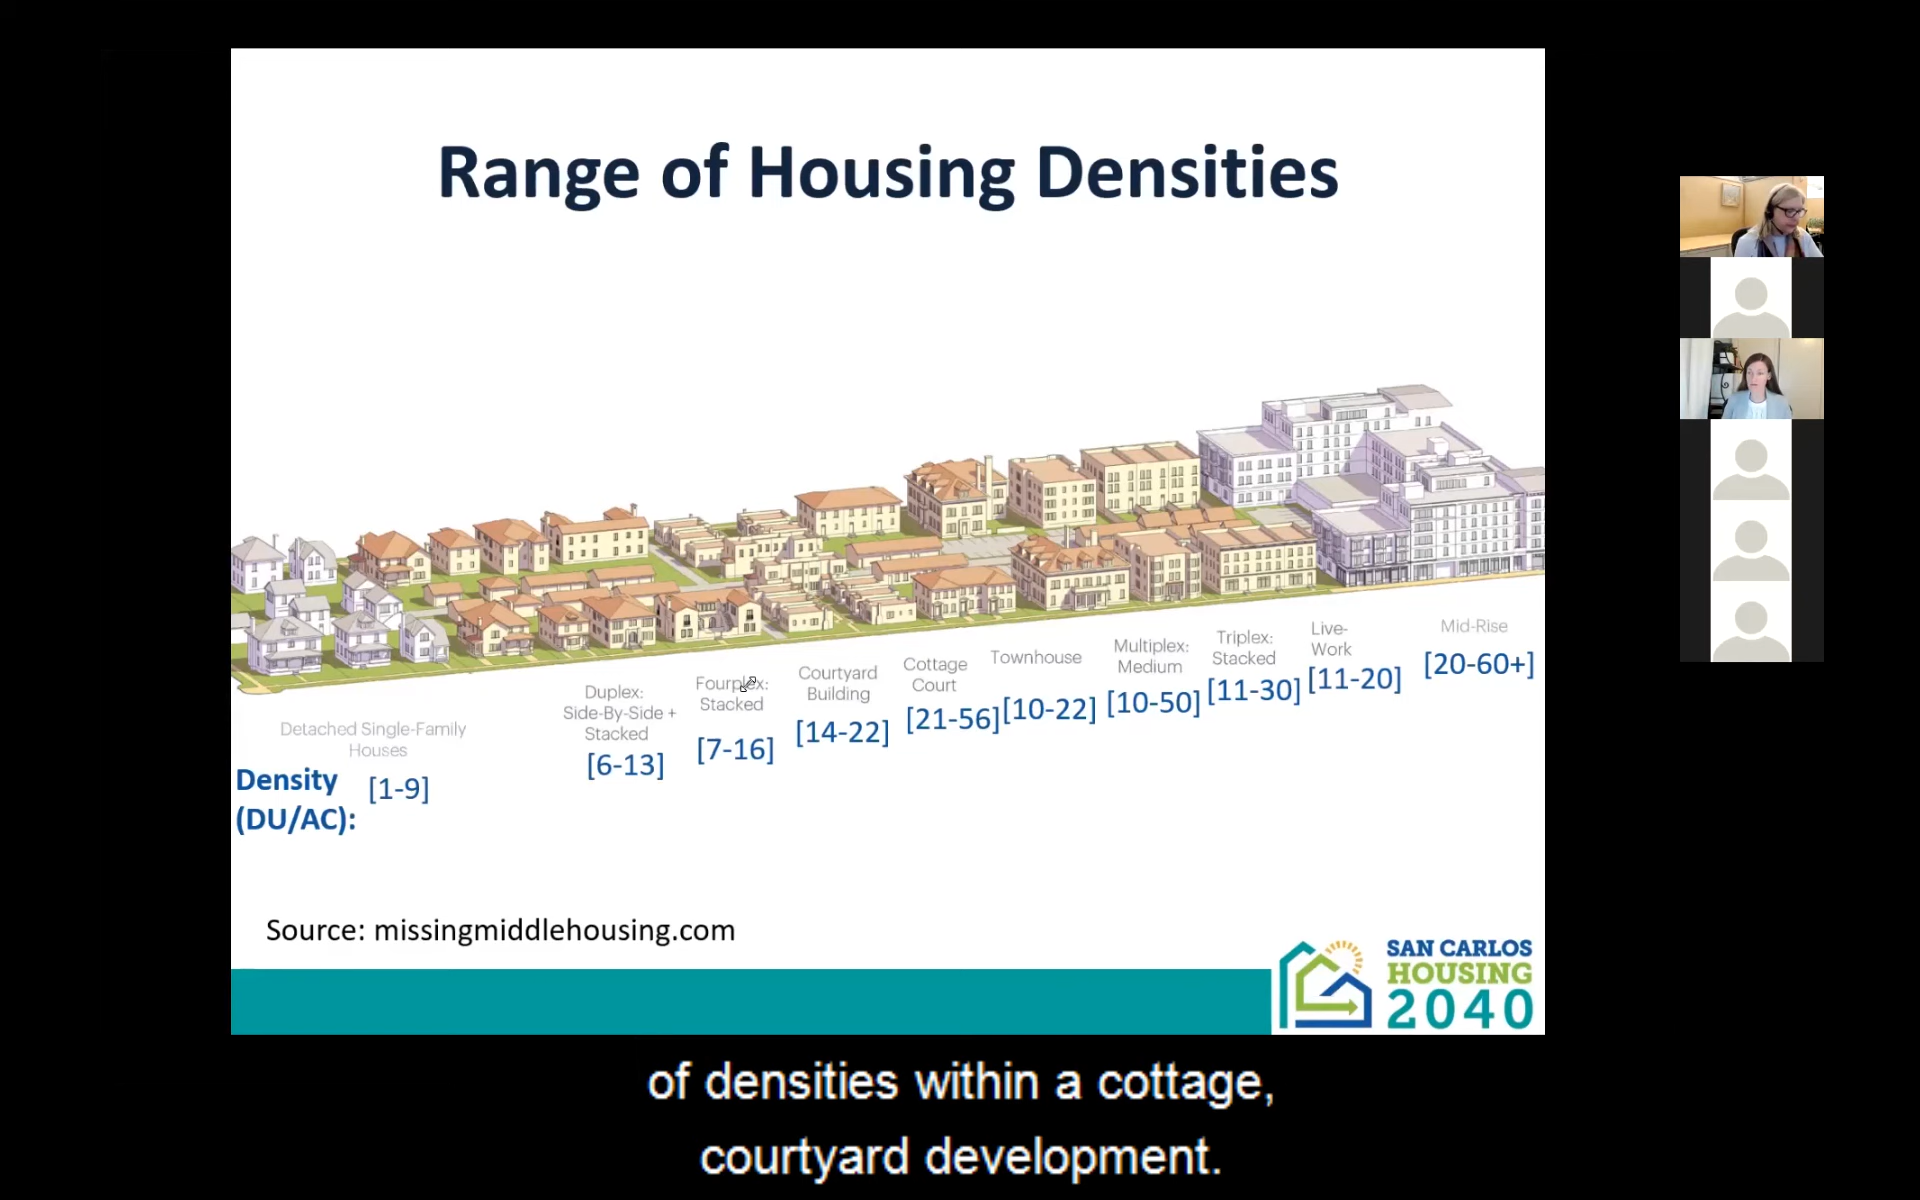 Range of Housing Densities
Detached Single-Family
Houses
Duplex:
Side-By-Side +
Stacked
Fourplex:
Stacked
Courtyard
Building
Cottage
Court
Townhouse
Multiplex:
Medium
Triplex:
Stacked
Live-
Work
Mid-Rise
Density
(DU/AC):
[1-9]
[6-13]
[7-16]
[14-22]
[21-56]
[10-22]
[10-50]
[11-30]
[11-20]
[20-60+]
Source: missingmiddlehousing.com
SAN CARLOS
HOUSING
2040
of densities within a cottage,
courtyard development.